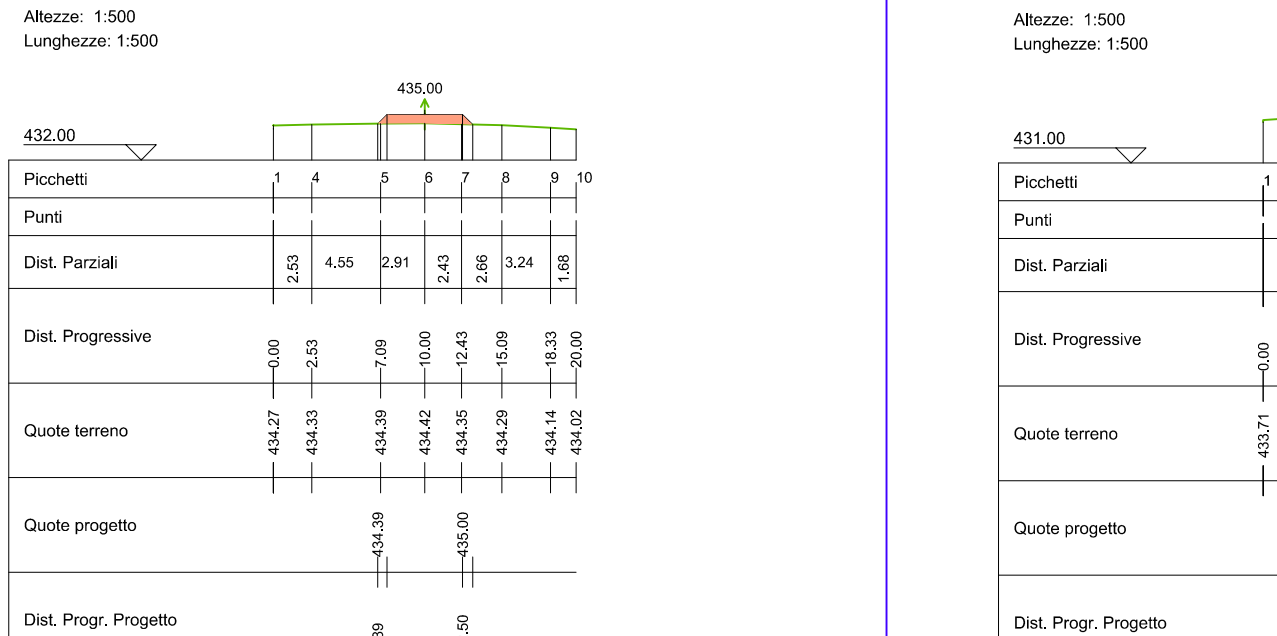 Altezze: 1:500
Lunghezze: 1:500
435.00
432.00
Picchetti 1 4 5 6 7 8 9 10
Punti
Dist. Parziali 2.53 4.55 2.91 2.43 2.66 3.24 1.68
Dist. Progressive 0.00 2.53 7.09 10.00 12.43 15.09 18.33 20.00
Quote terreno 434.27 434.33 434.39 434.42 434.35 434.29 434.14 434.02
Quote progetto 434.39 435.00
Dist. Progr. Progetto
Altezze: 1:500
Lunghezze: 1:500
431.00
Picchetti 1
Punti
Dist. Parziali
Dist. Progressive 0.00
Quote terreno 433.71
Quote progetto
Dist. Progr. Progetto